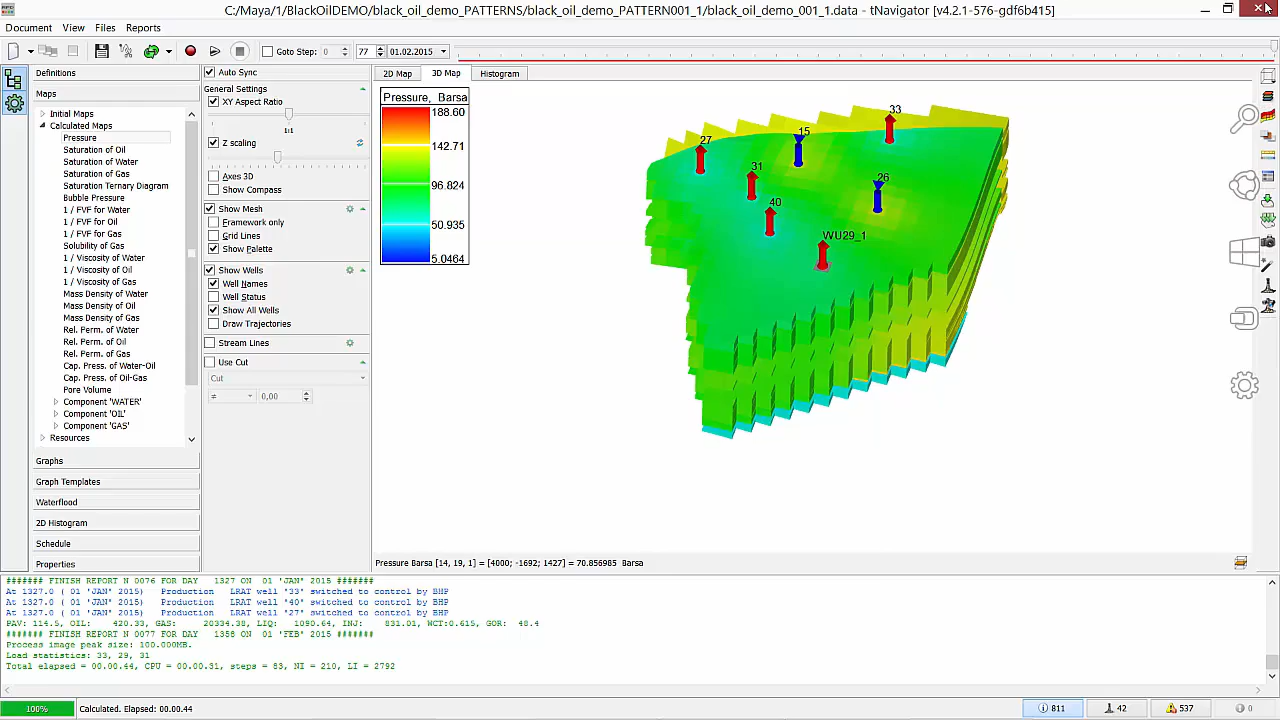 C:/Maya/1/BlackOilDEMO/black_oil_demo_PATTERNS/black_oil_demo_PATTERN001_1/black_oil_demo_001_1.data - tNavigator [v4.2.1-576-gdf6b415]
Document View Files Reports
Goto Step: 0 77 01.02.2015
Definitions
Maps
Initial Maps
Calculated Maps
Pressure
Saturation of Oil
Saturation of Water
Saturation of Gas
Saturation Ternary Diagram
Bubble Pressure
1 / FVF for Water
1 / FVF for Oil
1 / FVF for Gas
Solubility of Gas
1 / Viscosity of Water
1 / Viscosity of Oil
1 / Viscosity of Gas
Mass Density of Water
Mass Density of Oil
Mass Density of Gas
Rel. Perm. of Water
Rel. Perm. of Oil
Rel. Perm. of Gas
Cap. Press. of Water-Oil
Cap. Press. of Oil-Gas
Pore Volume
Component 'WATER'
Component 'OIL'
Component 'GAS'
Resources
Graphs
Graph Templates
Waterflood
2D Histogram
Schedule
Properties
Auto Sync
General Settings
XY Aspect Ratio
1:1
Z scaling
Axes 3D
Show Compass
Show Mesh
Framework only
Grid Lines
Show Palette
Show Wells
Well Names
Well Status
Show All Wells
Draw Trajectories
Stream Lines
Use Cut
Cut
≠ 0,00
2D Map 3D Map Histogram
Pressure, Barsa
188.60
142.71
96.824
50.935
5.0464
33
15
27
31
26
40
WU29_1
Pressure Barsa [14, 19, 1] = [4000; -1692; 1427] = 70.856985 Barsa
####### FINISH REPORT N 0076 FOR DAY 1327 ON 01 'JAN' 2015 #######
At 1327.0 ( 01 'JAN' 2015) Production LRAT well "33" switched to control by BHP
At 1327.0 ( 01 'JAN' 2015) Production LRAT well "40" switched to control by BHP
At 1327.0 ( 01 'JAN' 2015) Production LRAT well "27" switched to control by BHP
PAV: 114.5, OIL: 420.33, GAS: 20334.38, LIQ: 1090.64, INJ: 831.01, WCT:0.615, GOR: 48.4
####### FINISH REPORT N 0077 FOR DAY 1358 ON 01 'FEB' 2015 #######
Process image peak size: 100.000MB.
Load statistics: 33, 29, 31
Total elapsed = 00.00.44, CPU = 00.00.31, steps = 83, NI = 210, LI = 2792
100% Calculated. Elapsed: 00.00.44 811 42 537 0